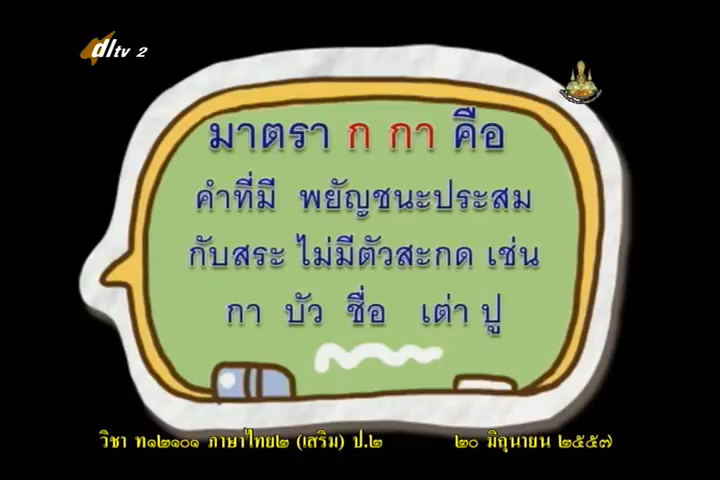 dltv 2
มาตรา ก กา คือ
คำที่มี พยัญชนะประสม
กับสระ ไม่มีตัวสะกด เช่น
กา บัว ชื่อ เต่า ปู
วิชา ท๑๒๑๐๑ ภาษาไทย๒ (เสริม) ป.๒ ๒๐ มิถุนายน ๒๕๕๗